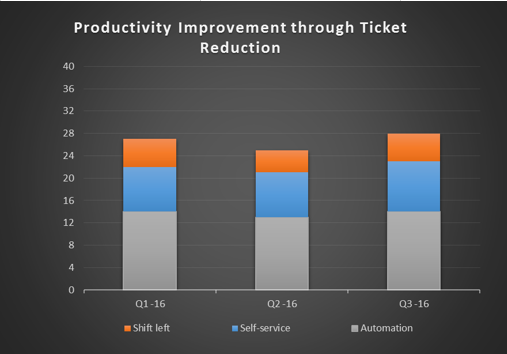 Productivity Improvement through Ticket
Reduction
40
36
32
28
24
20
16
12
8
4
0
Q1-16 Q2-16 Q3-16
Shift left Self-service Automation